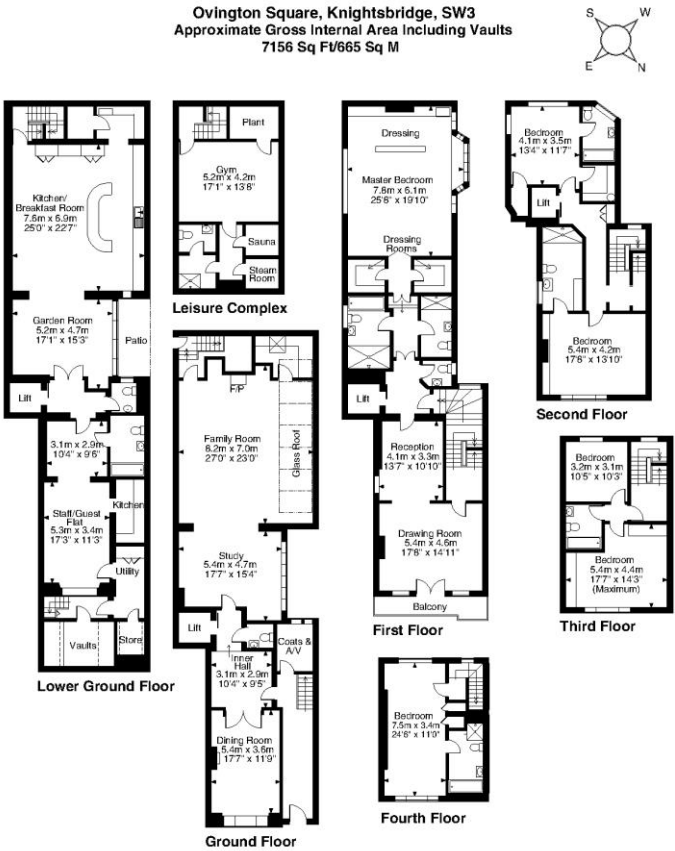 Ovington Square, Knightsbridge, SW3
Approximate Gross Internal Area Including Vaults
7156 Sq Ft/665 Sq M
S
W
E
N
Kitchen/
Breakfast Room
7.6m x 6.9m
25'0" x 22'7"
Garden Room
5.2m x 4.7m
17'1" x 15'3"
Patio
Lift
3.1m x 2.9m
10'4" x 9'6"
Staff/Guest
Flat
5.3m x 3.4m
17'3" x 11'3"
Kitchen
Utility
Vaults
Store
Lower Ground Floor
Plant
Gym
5.2m x 4.2m
17'1" x 13'8"
Sauna
Steam
Room
Leisure Complex
F/P
Family Room
8.2m x 7.0m
27'0" x 23'0"
Glass Roof
Study
5.4m x 4.7m
17'7" x 15'4"
Lift
Coats &
A/V
Inner
Hall
3.1m x 2.9m
10'4" x 9'5"
Dining Room
5.4m x 3.6m
17'7" x 11'9"
Ground Floor
Dressing
Master Bedroom
7.8m x 6.1m
25'6" x 19'10"
Dressing
Rooms
Lift
Reception
4.1m x 3.3m
13'7" x 10'10"
Drawing Room
5.4m x 4.6m
17'8" x 14'11"
Balcony
First Floor
Bedroom
4.1m x 3.5m
13'4" x 11'7"
Lift
Bedroom
5.4m x 4.2m
17'8" x 13'10"
Second Floor
Bedroom
3.2m x 3.1m
10'5" x 10'3"
Bedroom
5.4m x 4.4m
17'7" x 14'3"
(Maximum)
Third Floor
Bedroom
7.5m x 3.4m
24'6" x 11'0"
Fourth Floor